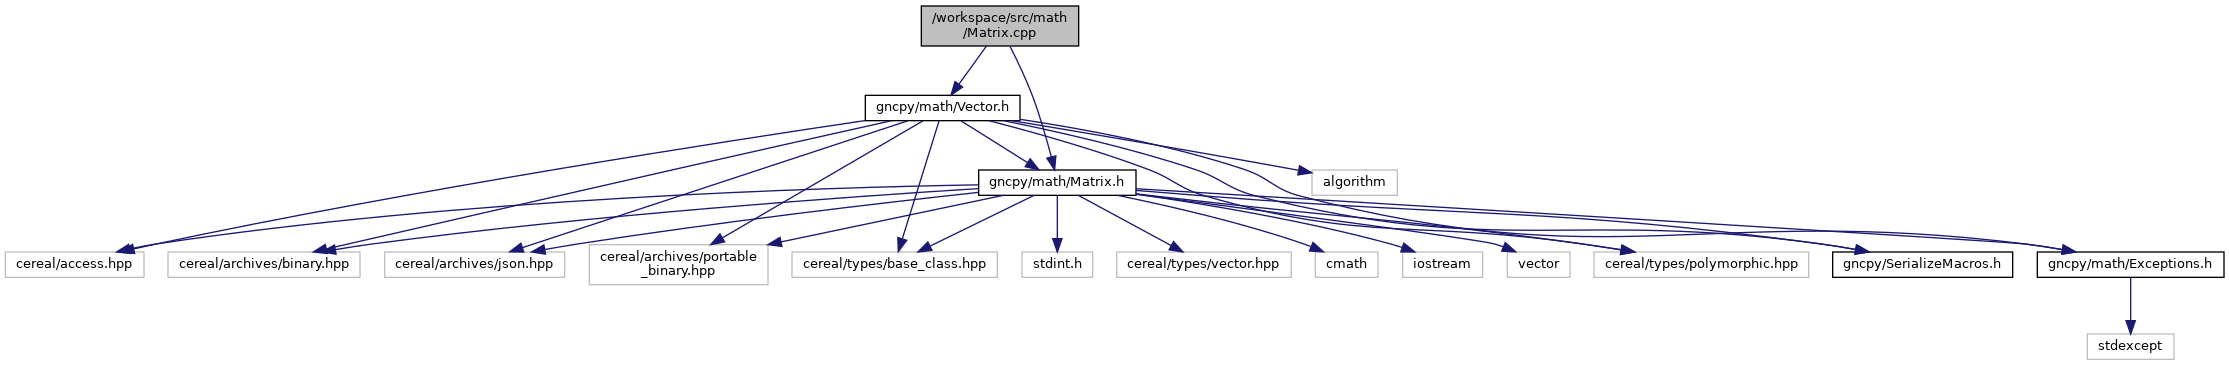 /workspace/src/math
/Matrix.cpp
gncpy/math/Vector.h
gncpy/math/Matrix.h
algorithm
cereal/access.hpp
cereal/archives/binary.hpp
cereal/archives/json.hpp
cereal/archives/portable
_binary.hpp
cereal/types/base_class.hpp
stdint.h
cereal/types/vector.hpp
cmath
iostream
vector
cereal/types/polymorphic.hpp
gncpy/SerializeMacros.h
gncpy/math/Exceptions.h
stdexcept